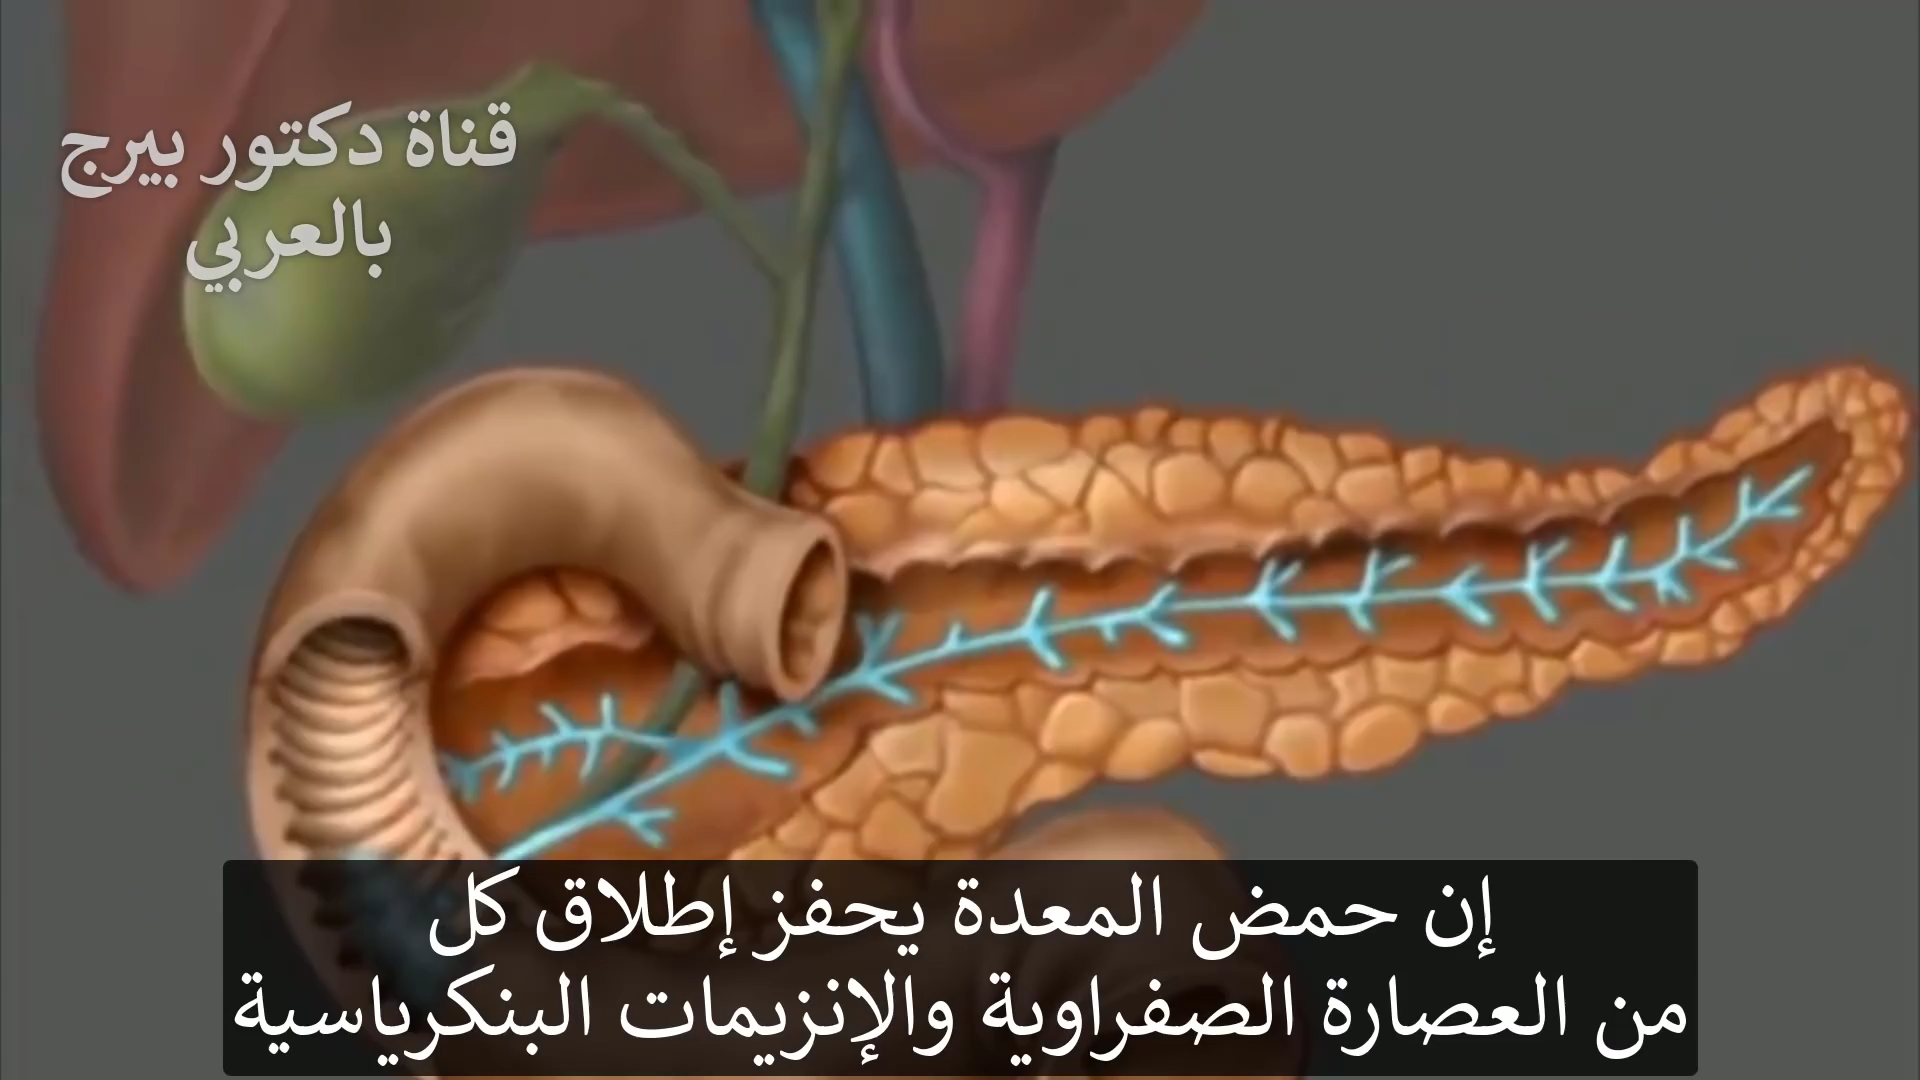 قناة دكتور بيرج
بالعربي
إن حمض المعدة يحفز إطلاق كل
من العصارة الصفراوية والإنزيمات البنكرياسية